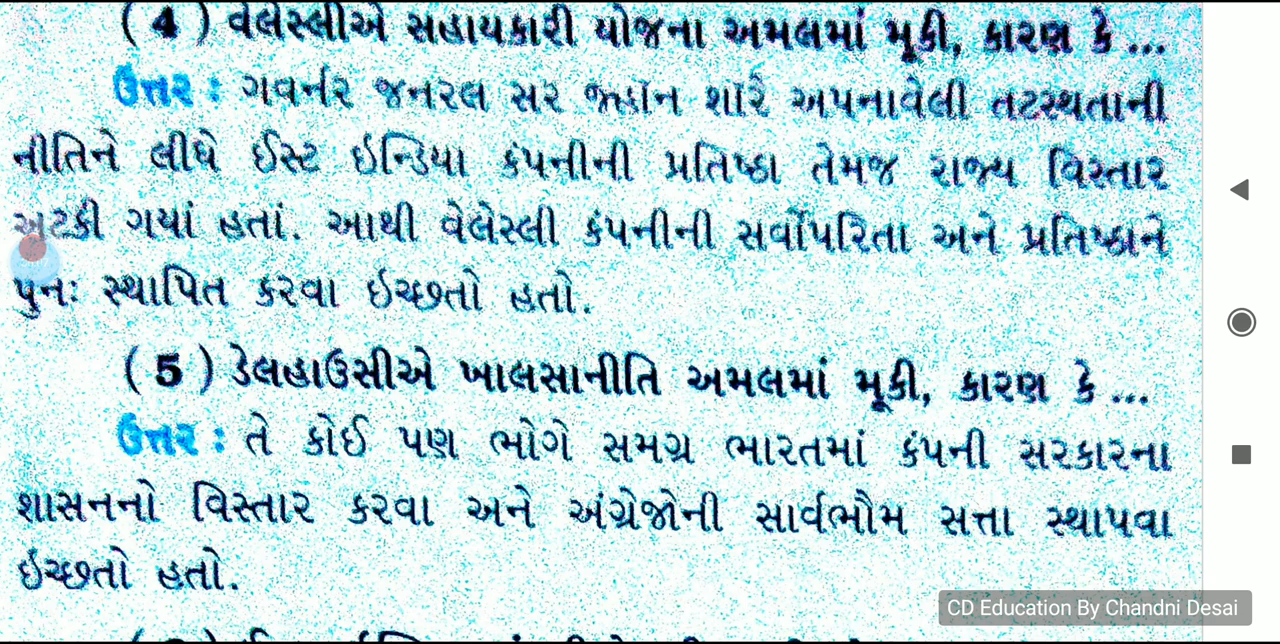 (4) વેલેસ્લીએ સહાયકારી યોજના અમલમાં મૂકી, કારણ કે ...
ઉત્તર : ગવર્નર જનરલ સર જ્હૉન શૉરે અપનાવેલી તટસ્થતાની
નીતિને લીધે ઈસ્ટ ઇન્ડિયા કંપનીની પ્રતિષ્ઠા તેમજ રાજ્ય વિસ્તાર
અટકી ગયાં હતાં. આથી વેલેસ્લી કંપનીની સર્વોપરિતા અને પ્રતિષ્ઠાને
પુનઃ સ્થાપિત કરવા ઇચ્છતો હતો.
(5) ડેલહાઉસીએ ખાલસાનીતિ અમલમાં મૂકી, કારણ કે ...
ઉત્તર : તે કોઈ પણ ભોગે સમગ્ર ભારતમાં કંપની સરકારના
શાસનનો વિસ્તાર કરવા અને અંગ્રેજોની સાર્વભૌમ સત્તા સ્થાપવા
ઇચ્છતો હતો.
CD Education By Chandni Desai